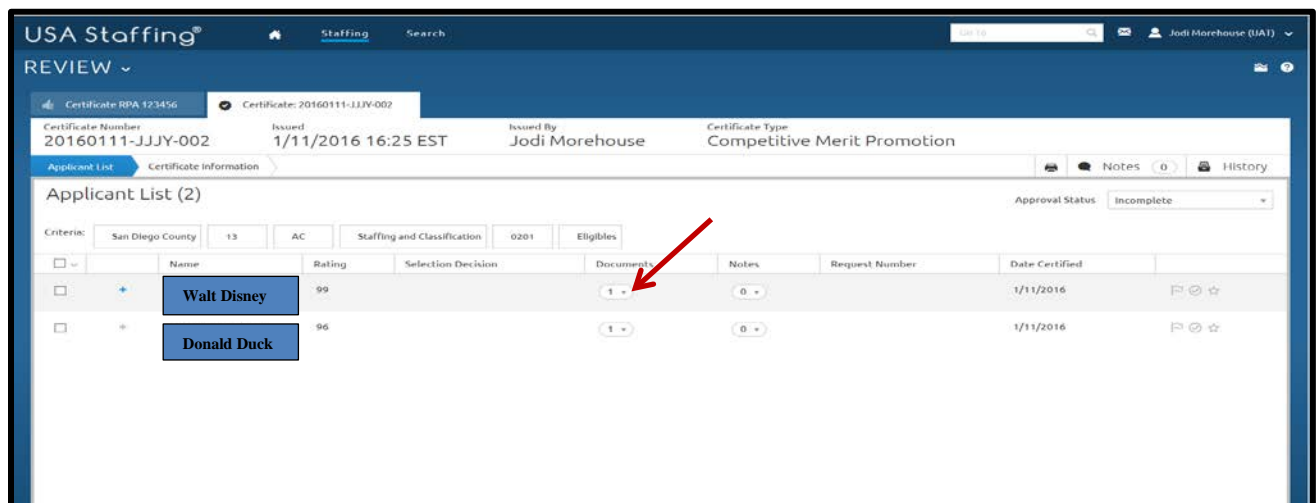 USA Staffing® Staffing Search Jodi Morehouse (UAT)
REVIEW
Certificate RPA 123456 Certificate: 20160111-JJJY-002
Certificate Number Issued Issued By Certificate Type
20160111-JJJY-002 1/11/2016 16:25 EST Jodi Morehouse Competitive Merit Promotion
Applicant List Certificate Information Notes 0 History
Applicant List (2) Approval Status Incomplete
Criteria: San Diego County 13 AC Staffing and Classification 0201 Eligibles
Name Rating Selection Decision Documents Notes Request Number Date Certified
Walt Disney 99 1 0 1/11/2016
Donald Duck 96 1 0 1/11/2016